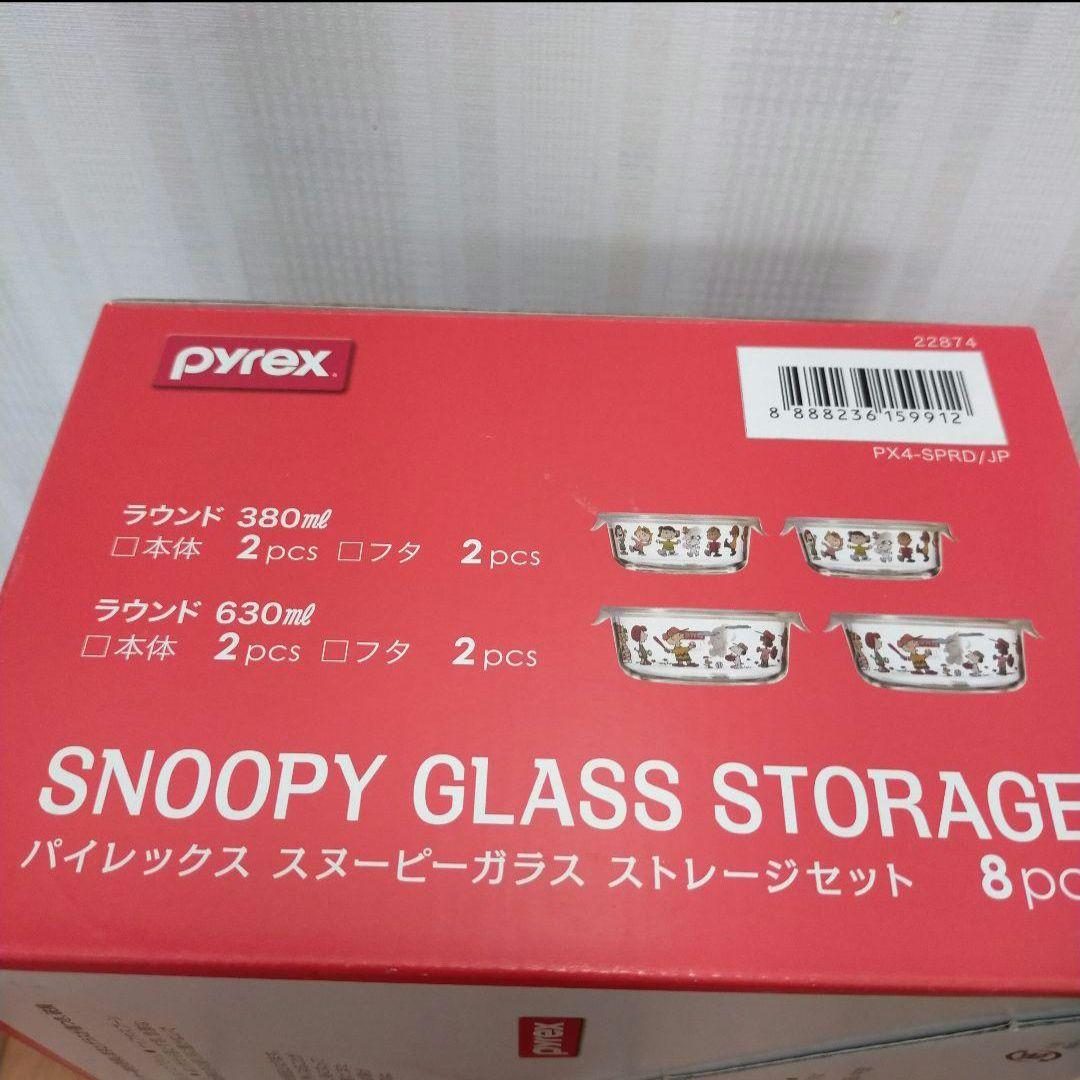 pyrex
22874
8 888236 159912
PX4-SPRD/JP
ラウンド 380ml
□本体 2pcs □フタ 2pcs
ラウンド 630ml
□本体 2pcs □フタ 2pcs
SNOOPY GLASS STORAGE
パイレックス スヌーピーガラス ストレージセット 8pc
pyrex